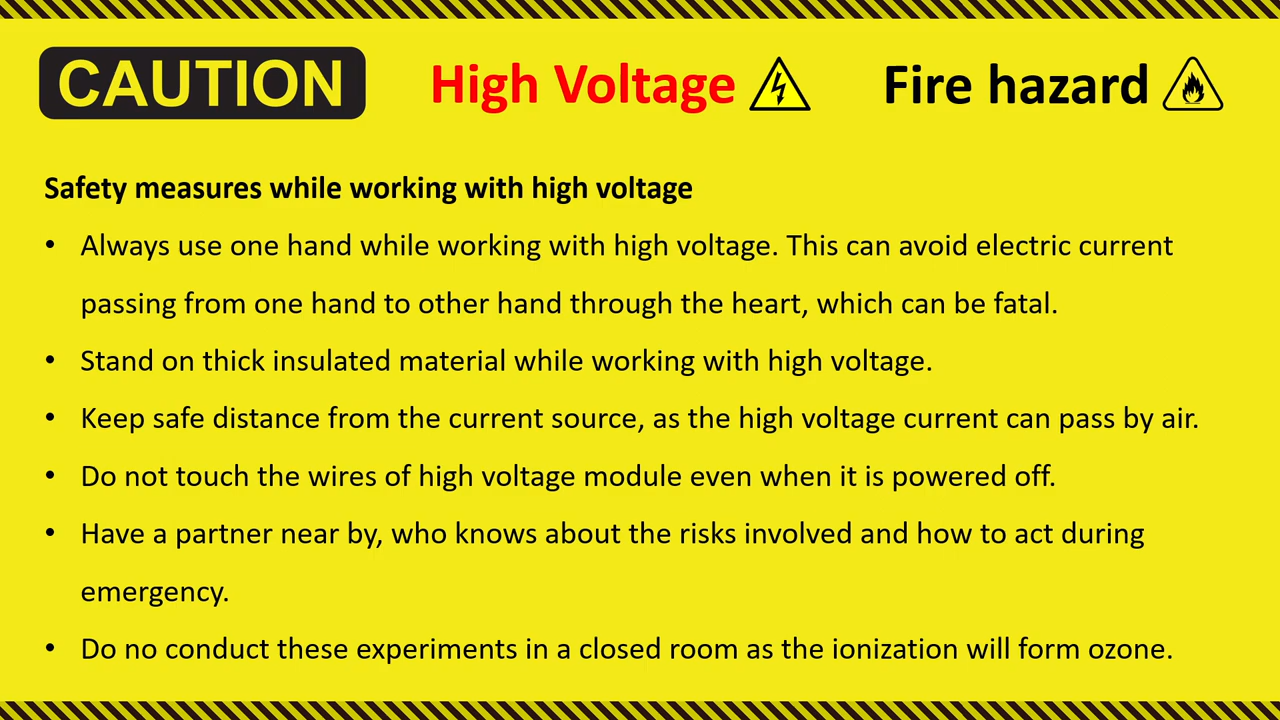 CAUTION High Voltage Fire hazard
Safety measures while working with high voltage
• Always use one hand while working with high voltage. This can avoid electric current
passing from one hand to other hand through the heart, which can be fatal.
• Stand on thick insulated material while working with high voltage.
• Keep safe distance from the current source, as the high voltage current can pass by air.
• Do not touch the wires of high voltage module even when it is powered off.
• Have a partner near by, who knows about the risks involved and how to act during
emergency.
• Do no conduct these experiments in a closed room as the ionization will form ozone.